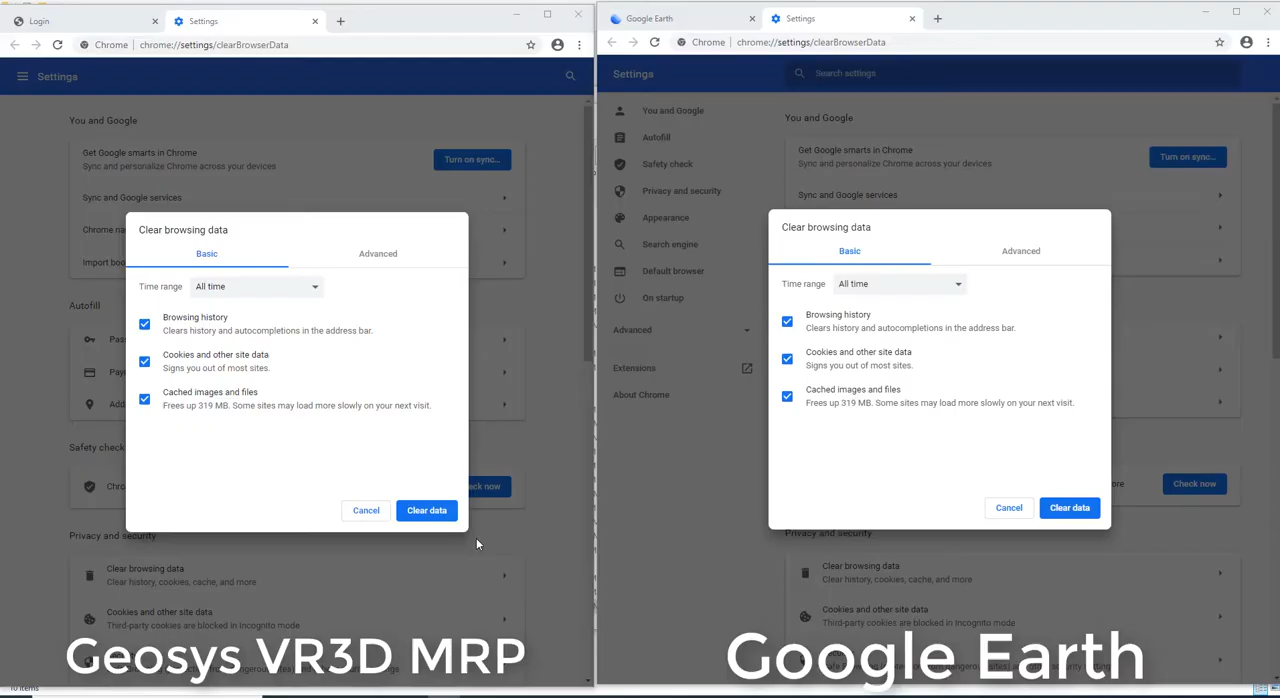 Login
Settings
Chrome
chrome://settings/clearBrowserData
Settings
You and Google
Get Google smarts in Chrome
Sync and personalize Chrome across your devices
Turn on sync...
Sync and Google services
Clear browsing data
Basic
Advanced
Time range
All time
Browsing history
Clears history and autocompletions in the address bar.
Cookies and other site data
Signs you out of most sites.
Cached images and files
Frees up 319 MB. Some sites may load more slowly on your next visit.
Cancel
Clear data
Autofill
Safety check
Privacy and security
Clear browsing data
Clear history, cookies, cache, and more
Cookies and other site data
Third-party cookies are blocked in Incognito mode
Geosys VR3D MRP
10 items
Google Earth
Settings
Chrome
chrome://settings/clearBrowserData
Settings
Search settings
You and Google
Autofill
Safety check
Privacy and security
Appearance
Search engine
Default browser
On startup
Advanced
Extensions
About Chrome
You and Google
Get Google smarts in Chrome
Sync and personalize Chrome across your devices
Turn on sync...
Sync and Google services
Clear browsing data
Basic
Advanced
Time range
All time
Browsing history
Clears history and autocompletions in the address bar.
Cookies and other site data
Signs you out of most sites.
Cached images and files
Frees up 319 MB. Some sites may load more slowly on your next visit.
Cancel
Clear data
Check now
Privacy and security
Clear browsing data
Clear history, cookies, cache, and more
Cookies and other site data
Third-party cookies are blocked in Incognito mode
Google Earth